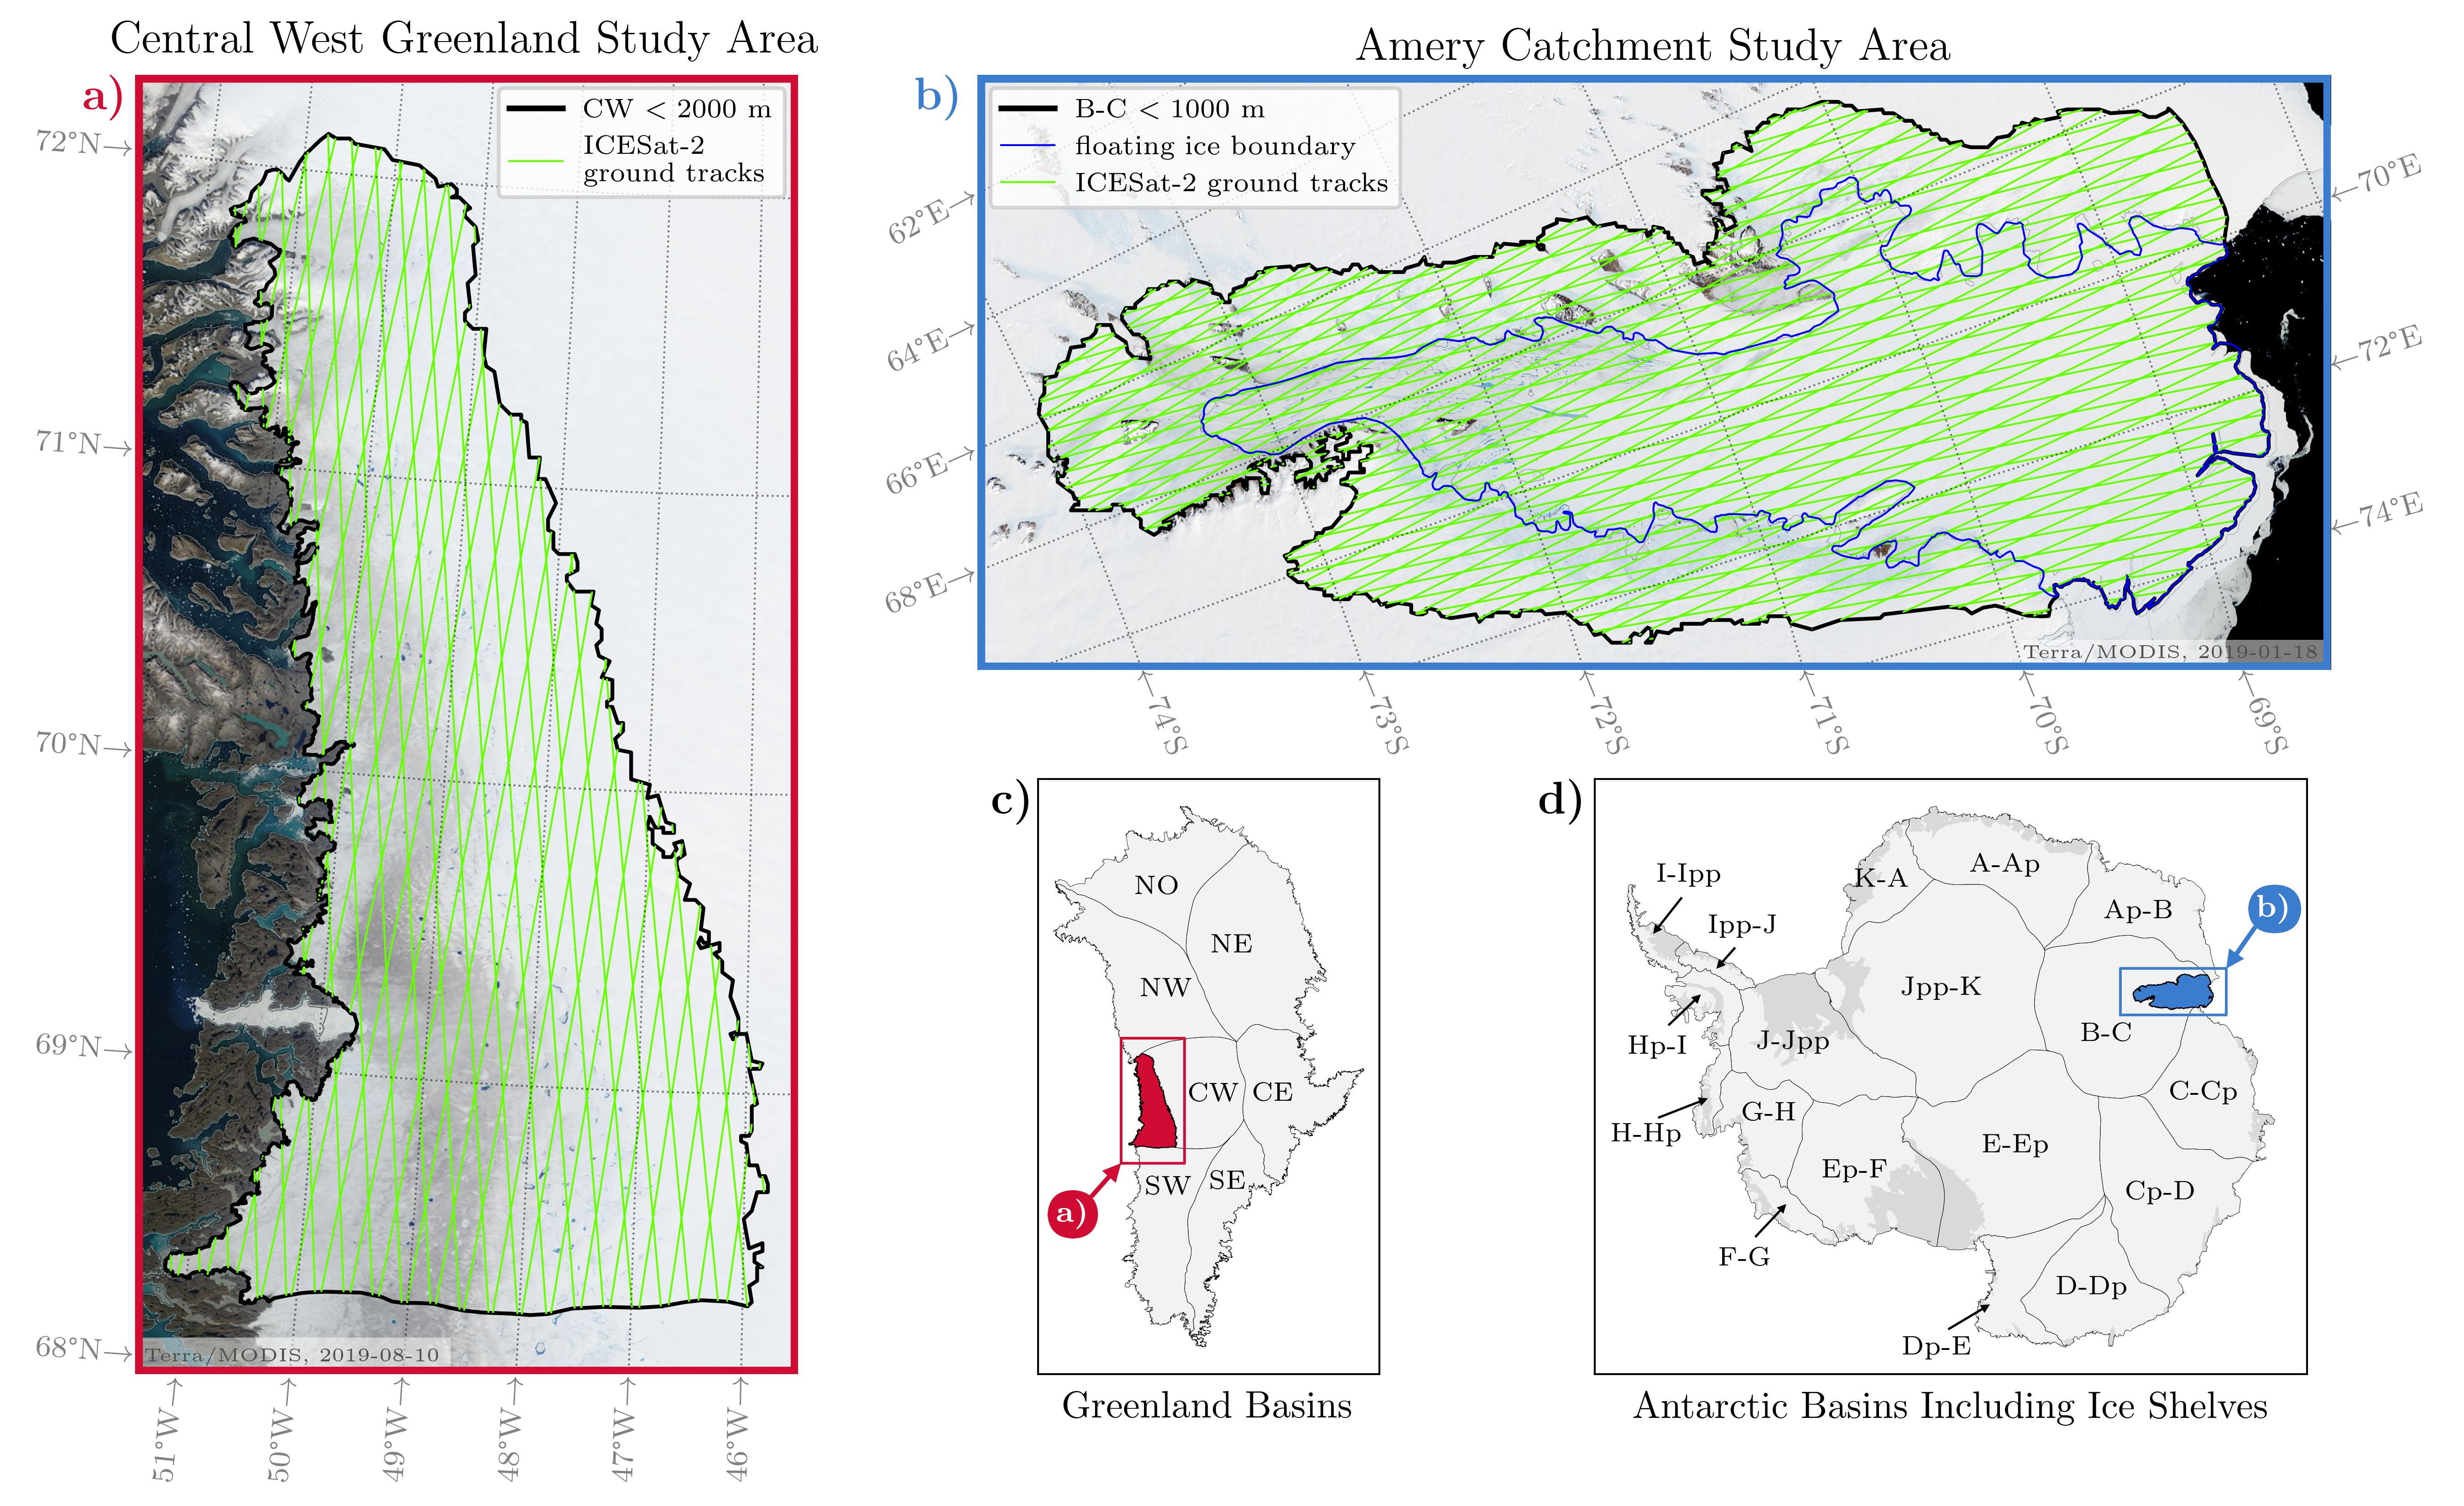 Central West Greenland Study Area
a)
CW < 2000 m
ICESat-2
ground tracks
72°N
71°N
70°N
69°N
68°N
Terra/MODIS, 2019-08-10
51°W
50°W
49°W
48°W
47°W
46°W
Amery Catchment Study Area
b)
B-C < 1000 m
floating ice boundary
ICESat-2 ground tracks
62°E
64°E
66°E
68°E
70°E
72°E
74°E
Terra/MODIS, 2019-01-18
74°S
73°S
72°S
71°S
70°S
69°S
c)
NO
NE
NW
CW
CE
SW
SE
a)
Greenland Basins
d)
I-Ipp
Ipp-J
K-A
A-Ap
Ap-B
b)
Jpp-K
Hp-I
J-Jpp
B-C
H-Hp
G-H
C-Cp
E-Ep
Ep-F
Cp-D
F-G
D-Dp
Dp-E
Antarctic Basins Including Ice Shelves